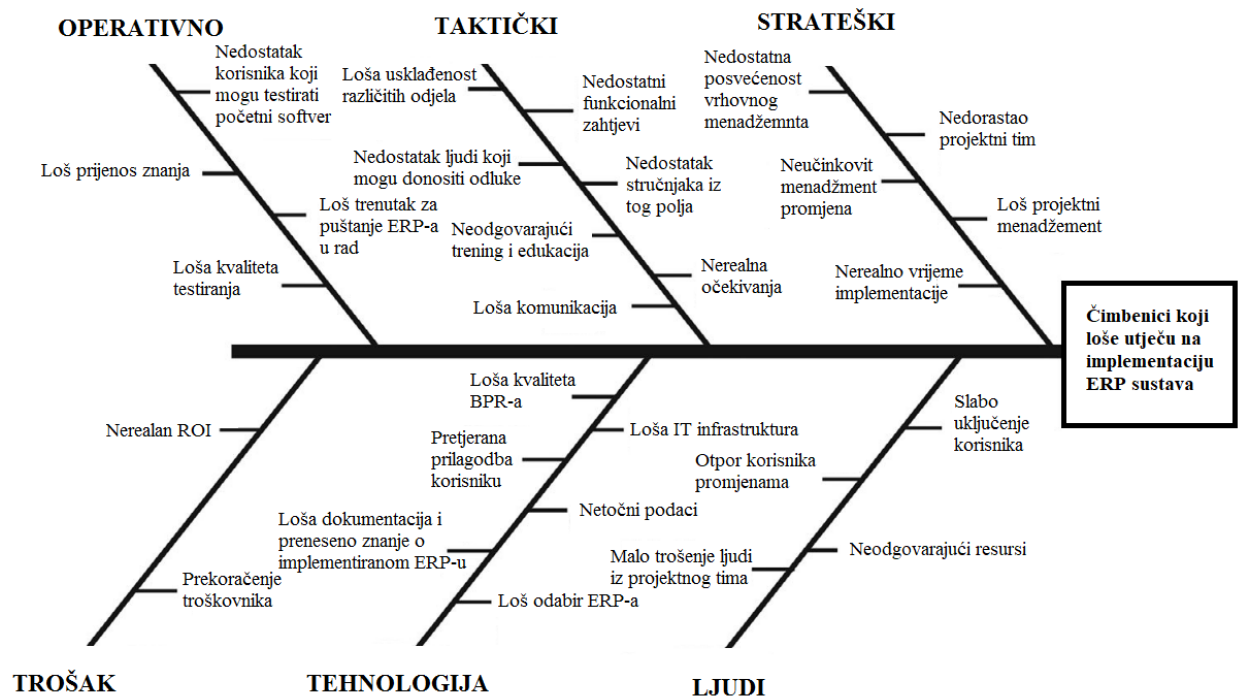 OPERATIVNO
TAKTIČKI
STRATEŠKI
Nedostatak
korisnika koji
mogu testirati
početni softver
Loš prijenos znanja
Loš trenutak za
puštanje ERP-a
u rad
Loša kvaliteta
testiranja
Loša usklađenost
različitih odjela
Nedostatni
funkcionalni
zahtjevi
Nedostatak ljudi koji
mogu donositi odluke
Nedostatak
stručnjaka iz
tog polja
Neodgovarajući
trening i edukacija
Nerealna
očekivanja
Loša komunikacija
Nedostatna
posvećenost
vrhovnog
menadžemnta
Nedorastao
projektni tim
Neučinkovit
menadžment
promjena
Loš projektni
menadžement
Nerealno vrijeme
implementacije
Čimbenici koji
loše utječu na
implementaciju
ERP sustava
Nerealan ROI
Prekoračenje
troškovnika
Loša kvaliteta
BPR-a
Loša IT infrastruktura
Pretjerana
prilagodba
korisniku
Netočni podaci
Loša dokumentacija i
preneseno znanje o
implementiranom ERP-u
Loš odabir ERP-a
Slabo
uključenje
korisnika
Otpor korisnika
promjenama
Neodgovarajući resursi
Malo trošenje ljudi
iz projektnog tima
TROŠAK
TEHNOLOGIJA
LJUDI